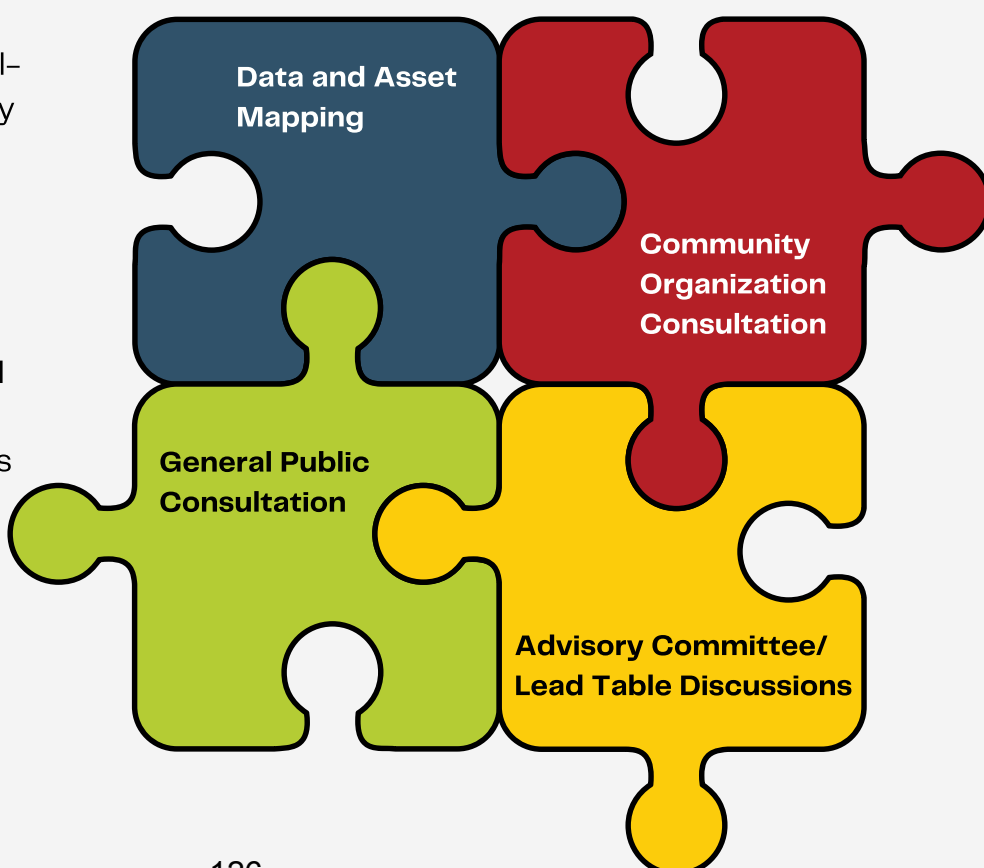 l-
y
Data and Asset
Mapping
Community
Organization
Consultation
l
s
General Public
Consultation
Advisory Committee/
Lead Table Discussions